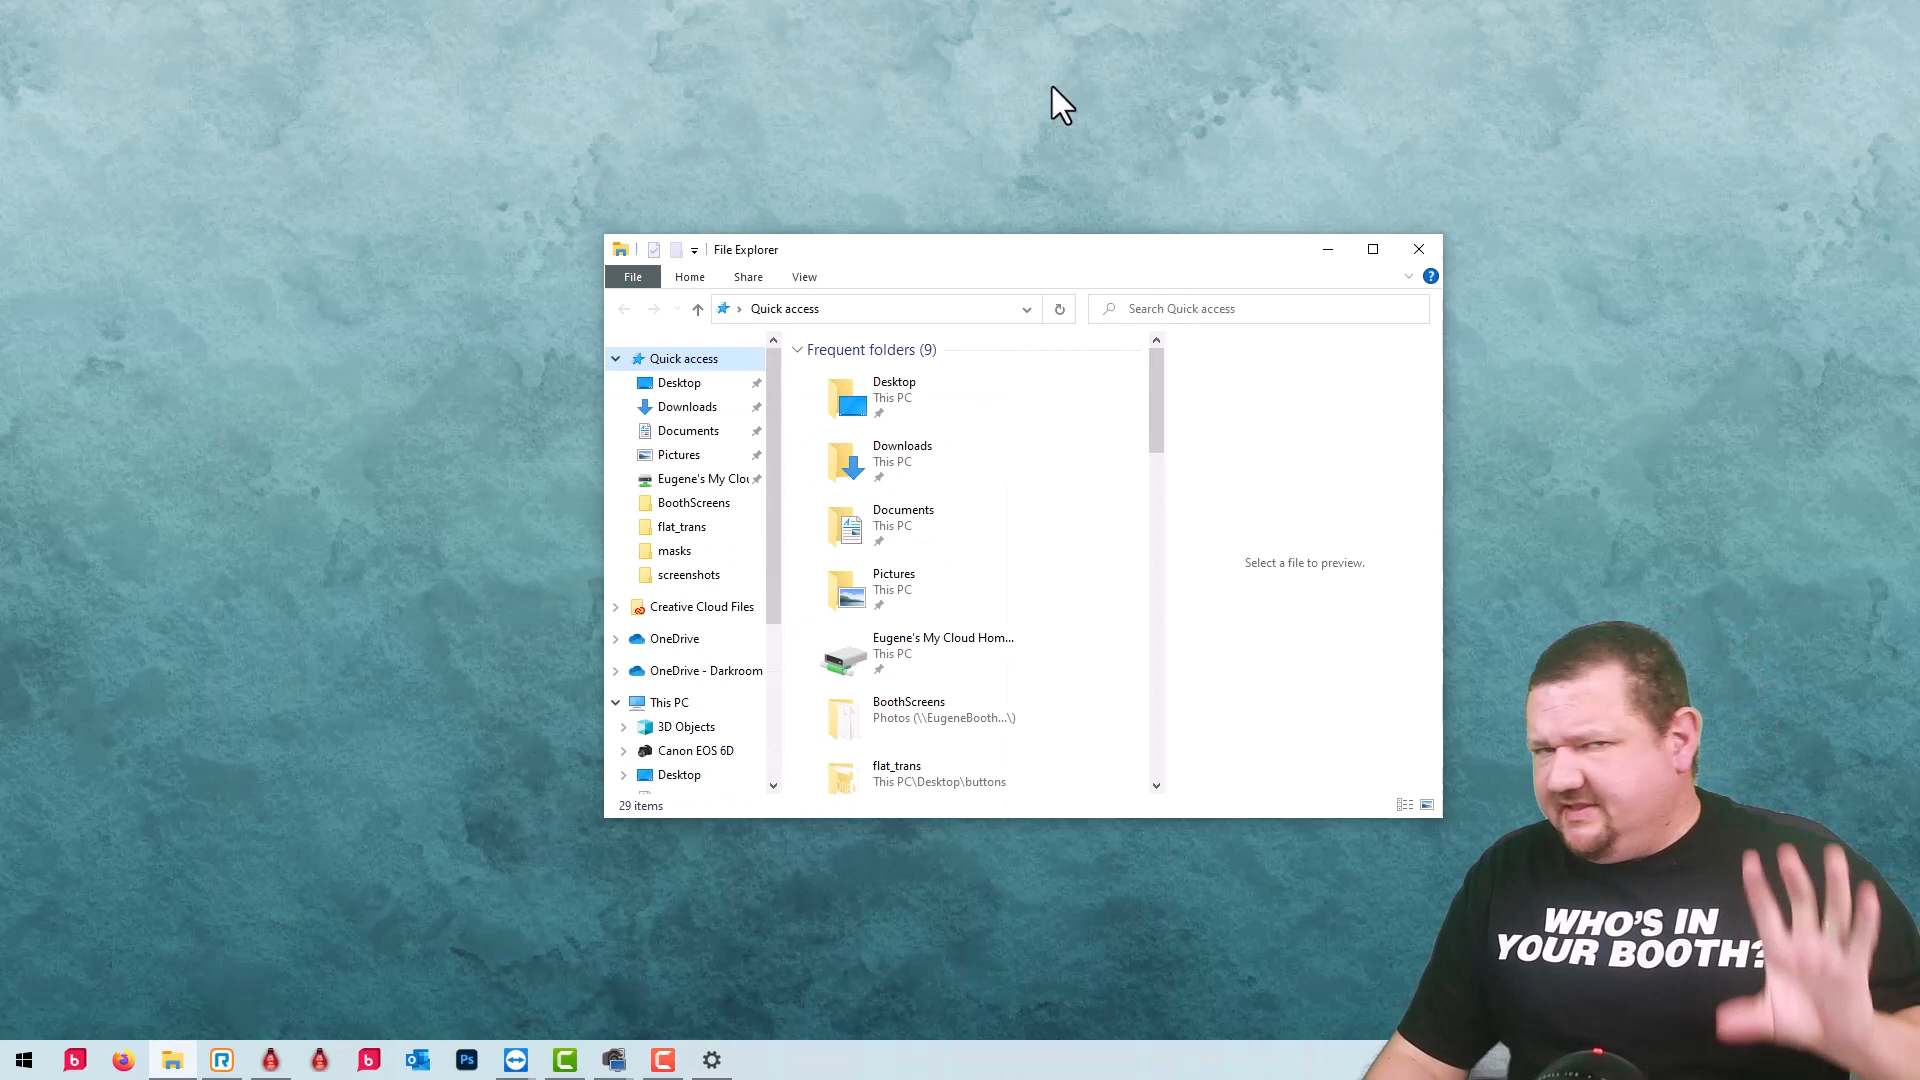 File Explorer
File Home Share View
Quick access
Search Quick access
Quick access
Desktop
Downloads
Documents
Pictures
Eugene's My Clou
BoothScreens
flat_trans
masks
screenshots
Creative Cloud Files
OneDrive
OneDrive - Darkroom
This PC
3D Objects
Canon EOS 6D
Desktop
Frequent folders (9)
Desktop
This PC
Downloads
This PC
Documents
This PC
Pictures
This PC
Eugene's My Cloud Hom...
This PC
BoothScreens
Photos (\\EugeneBooth...\)
flat_trans
This PC\Desktop\buttons
Select a file to preview.
29 items
WHO'S IN
YOUR BOOTH?
b
R
b
Ps